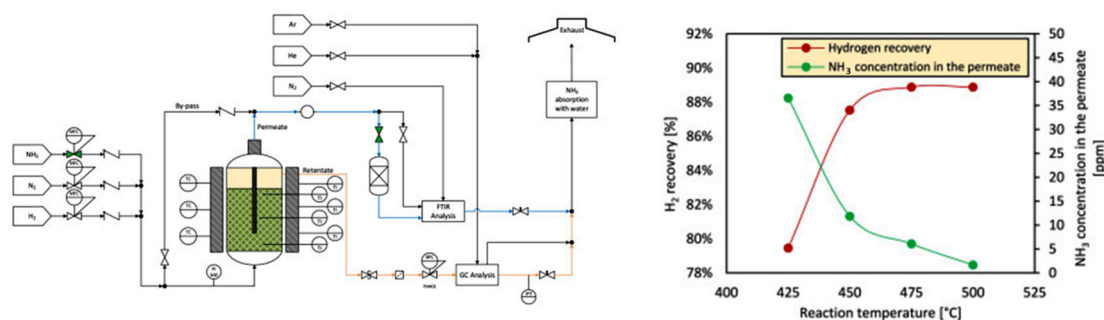 Ar
He
N₂
Exhaust
NH₃
absorption
with water
By-pass
Permeate
NH₃
N₂
H₂
Retentate
FTIR
Analysis
GC Analysis
92%
90%
88%
86%
84%
82%
80%
78%
H₂ recovery [%]
Hydrogen recovery
NH₃ concentration in the permeate
50
45
40
35
30
25
20
15
10
5
0
NH₃ concentration in the permeate
[ppm]
400
425
450
475
500
525
Reaction temperature [°C]